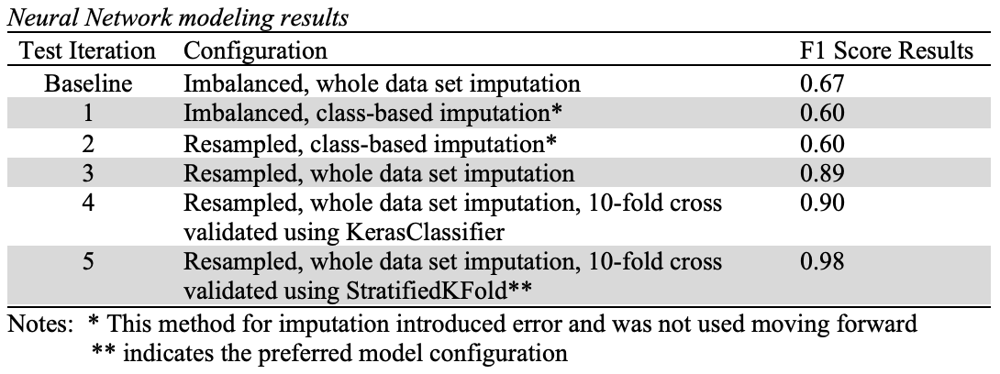 Neural Network modeling results
Test Iteration Configuration F1 Score Results
Baseline Imbalanced, whole data set imputation 0.67
1 Imbalanced, class-based imputation* 0.60
2 Resampled, class-based imputation* 0.60
3 Resampled, whole data set imputation 0.89
4 Resampled, whole data set imputation, 10-fold cross 0.90
validated using KerasClassifier
5 Resampled, whole data set imputation, 10-fold cross 0.98
validated using StratifiedKFold**
Notes: * This method for imputation introduced error and was not used moving forward
** indicates the preferred model configuration